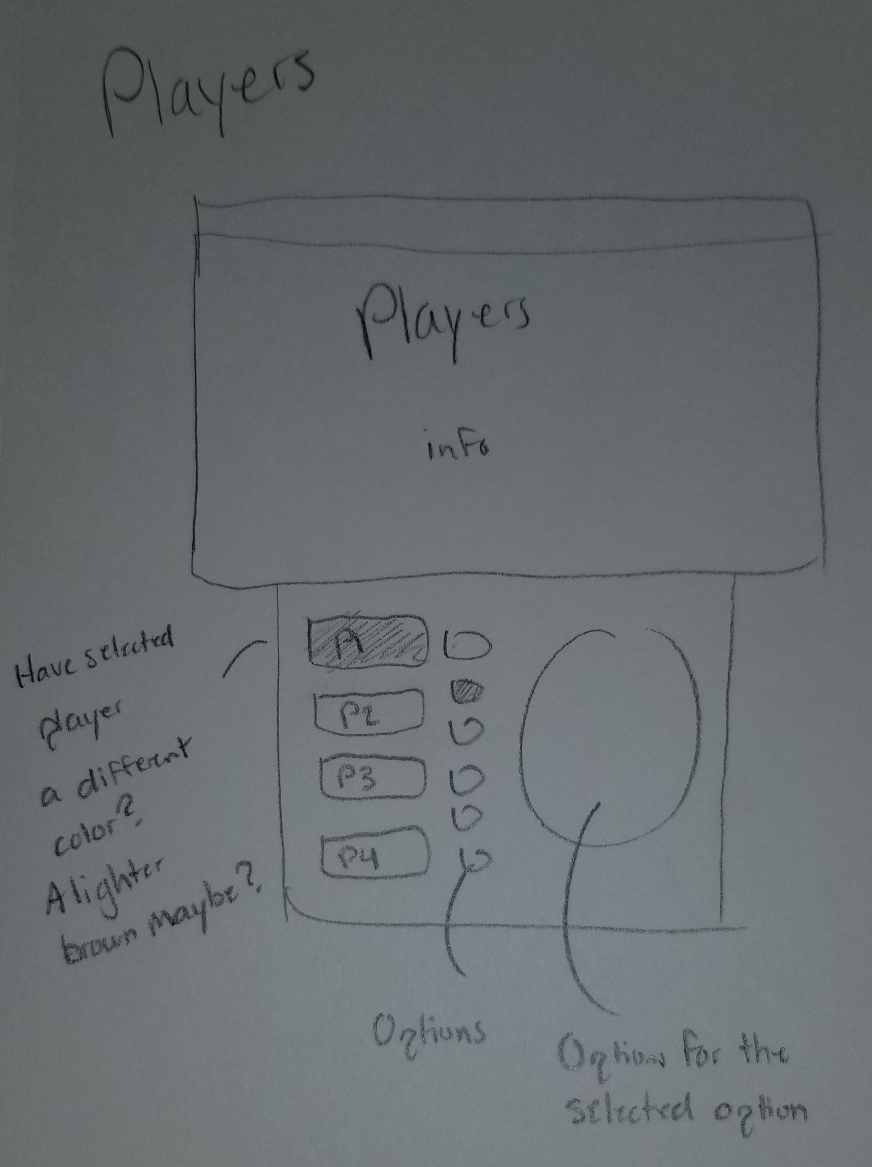 Players
Players
info
P1
P2
P3
P4
Have selected
player
a different
color?
A lighter
brown maybe?
Options
Option for the
selected option